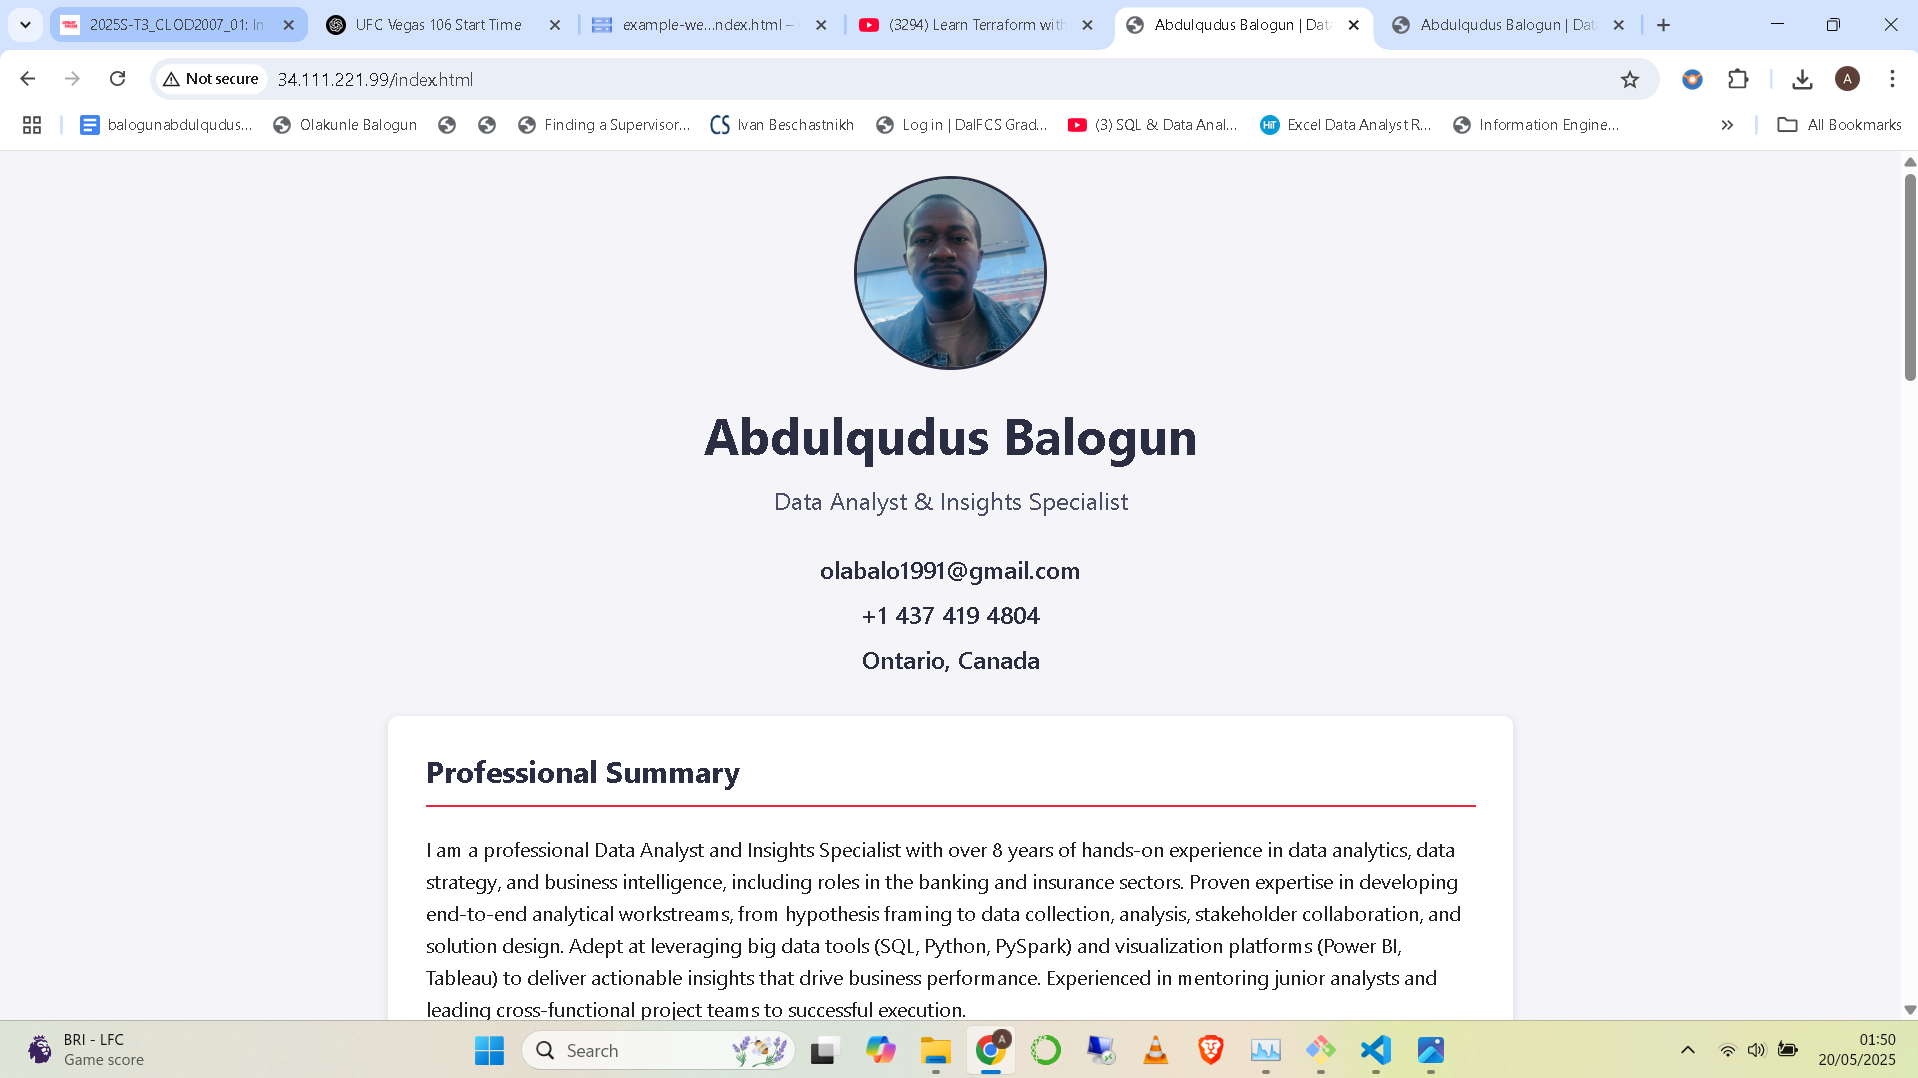 2025S-T3_CLOD2007_01: In
UFC Vegas 106 Start Time
example-we...ndex.html –
(3294) Learn Terraform with
Abdulqudus Balogun | Data
Abdulqudus Balogun | Dat
Not secure
34.111.221.99/index.html
A
balogunabdulqudus...
Olakunle Balogun
Finding a Supervisor...
CS
Ivan Beschastnikh
Log in | DalFCS Grad...
(3) SQL & Data Anal...
HiT
Excel Data Analyst R...
Information Engine...
All Bookmarks
Abdulqudus Balogun
Data Analyst & Insights Specialist
olabalo1991@gmail.com
+1 437 419 4804
Ontario, Canada
Professional Summary
I am a professional Data Analyst and Insights Specialist with over 8 years of hands-on experience in data analytics, data
strategy, and business intelligence, including roles in the banking and insurance sectors. Proven expertise in developing
end-to-end analytical workstreams, from hypothesis framing to data collection, analysis, stakeholder collaboration, and
solution design. Adept at leveraging big data tools (SQL, Python, PySpark) and visualization platforms (Power BI,
Tableau) to deliver actionable insights that drive business performance. Experienced in mentoring junior analysts and
leading cross-functional project teams to successful execution.
BRI - LFC
Game score
Search
A
01:50
20/05/2025